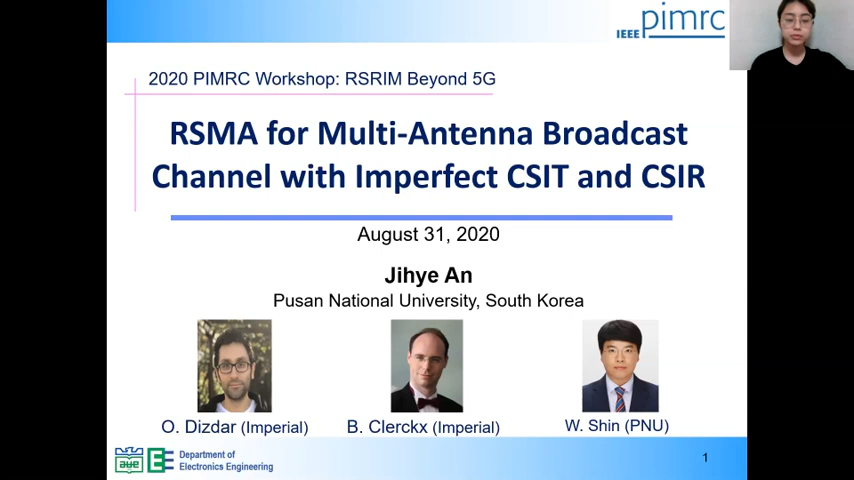 IEEE pimrc
2020 PIMRC Workshop: RSRIM Beyond 5G
RSMA for Multi-Antenna Broadcast
Channel with Imperfect CSIT and CSIR
August 31, 2020
Jihye An
Pusan National University, South Korea
O. Dizdar (Imperial)
B. Clerckx (Imperial)
W. Shin (PNU)
Department of
Electronics Engineering
1